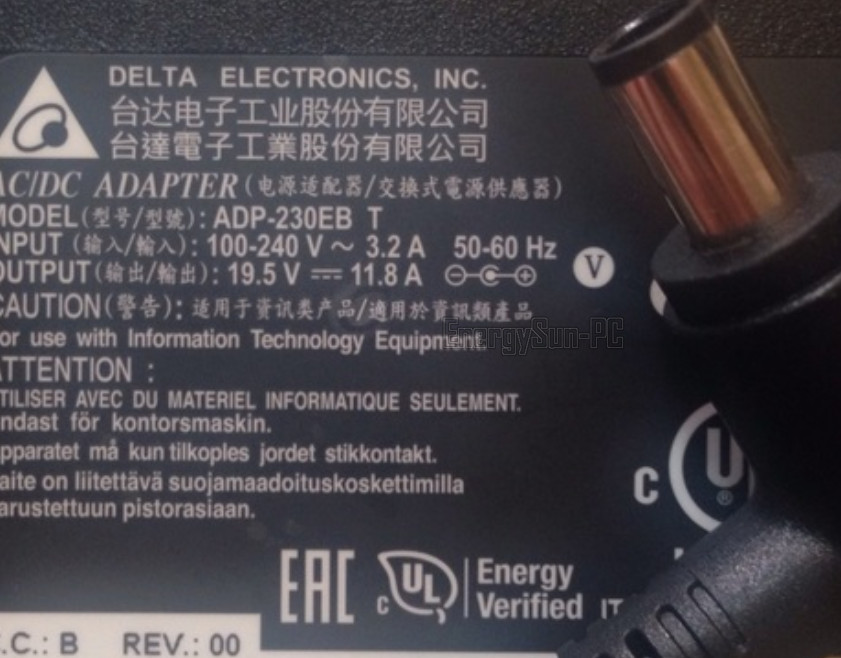 DELTA ELECTRONICS, INC.
台达电子工业股份有限公司
台達電子工業股份有限公司
AC/DC ADAPTER (电源适配器/交換式電源供應器)
MODEL (型号/型號): ADP-230EB T
INPUT (输入/輸入): 100-240 V ~ 3.2 A 50-60 Hz
OUTPUT (输出/輸出): 19.5 V ⎓ 11.8 A
V
CAUTION (警告): 适用于资讯类产品/適用於資訊類產品
or use with Information Technology Equipment.
EnergySun-PC
ATTENTION :
TILISER AVEC DU MATERIEL INFORMATIQUE SEULEMENT.
ndast för kontorsmaskin.
pparatet må kun tilkoples jordet stikkontakt.
aite on liitettävä suojamaadoituskoskettimilla
arustettuun pistorasiaan.
C U ®
EAC
C UL Energy Verified IT
.C.: B REV.: 00